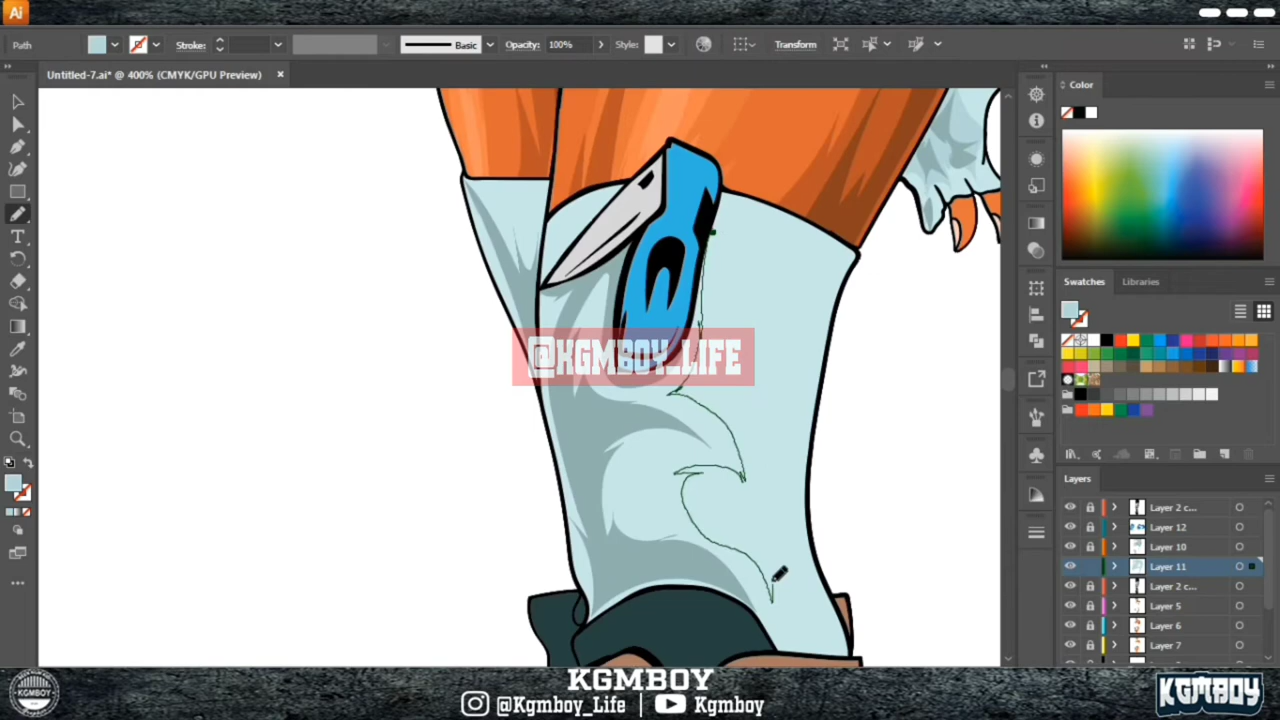 Ai
Path
Stroke:
Basic
Opacity:
100%
Style:
Transform
Untitled-7.ai* @ 400% (CMYK/GPU Preview)
×
Color
Swatches
Libraries
@KGMBOY_LIFE
Layers
Layer 2 c...
Layer 12
Layer 10
Layer 11
Layer 2 c...
Layer 5
Layer 6
Layer 7
KGMBOY
@Kgmboy_Life | Kgmboy
KGMBOY
KGMBOY